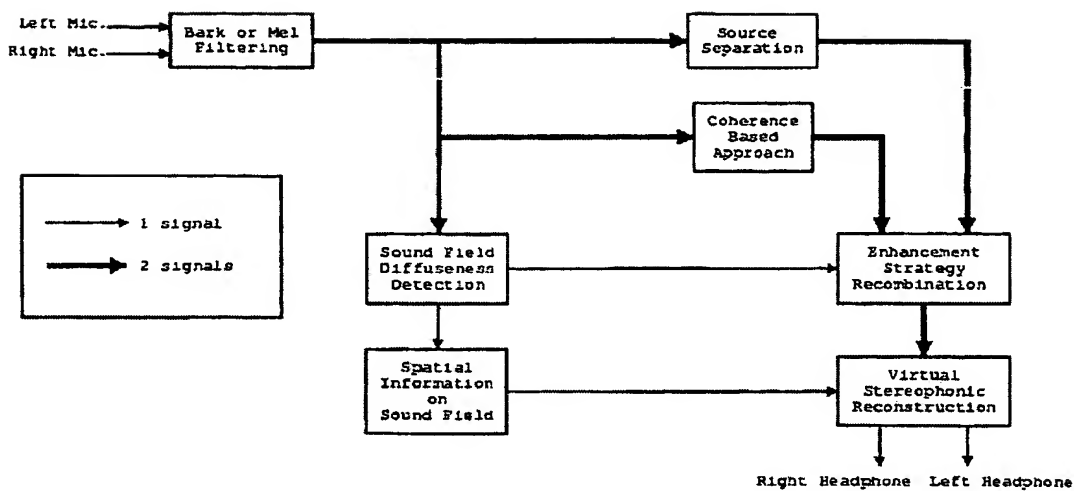 Left Mic.
Right Mic.
Bark or Mel
Filtering
Source
Separation
Coherence
Based
Approach
1 signal
2 signals
Sound Field
Diffuseness
Detection
Enhancement
Strategy
Recombination
Spatial
Information
on
Sound Field
Virtual
Stereophonic
Reconstruction
Right Headphone
Left Headphone